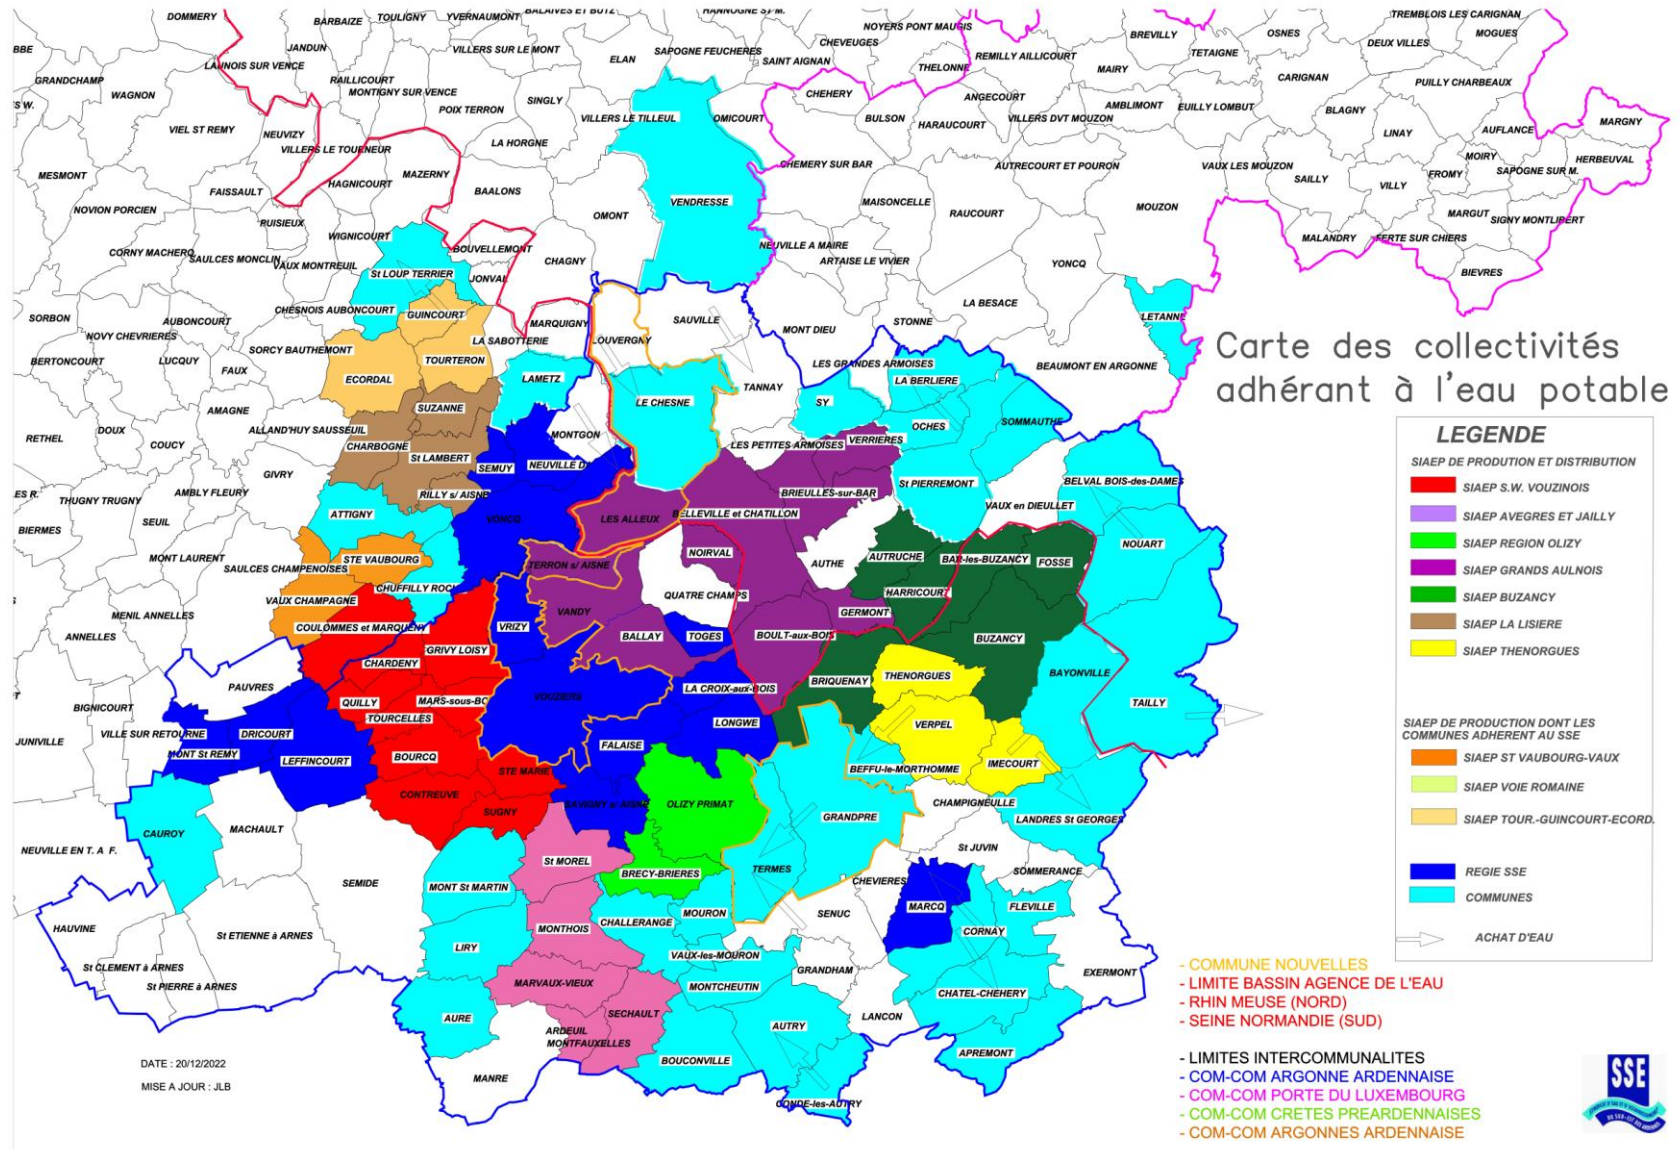 DOMMERY
BARBAIZE
TOULIGNY
YVERNAUMONT
BALAIVES ET BUTZ
HANNOGNE ST M.
NOYERS PONT MAUGIS
TREMBLOIS LES CARIGNAN
BBE
JANDUN
VILLERS SUR LE MONT
ELAN
SAPOGNE FEUCHERES
CHEVEUGES
BREVILLY
OSNES
MOGUES
DEUX VILLES
LAUNOIS SUR VENCE
SAINT AIGNAN
THELONNE
REMILLY AILLICOURT
TETAIGNE
MAIRY
GRANDCHAMP
RAILLICOURT
MONTIGNY SUR VENCE
CARIGNAN
PUILLY CHARBEAUX
WAGNON
SINGLY
CHEHERY
ANGECOURT
AMBLIMONT
EUILLY LOMBUT
BLAGNY
POIX TERRON
VILLERS LE TILLEUL
OMICOURT
BULSON
HARAUCOURT
VILLERS DVT MOUZON
LINAY
AUFLANCE
MARGNY
VIEL ST REMY
NEUVIZY
VILLERS LE TOURNEUR
LA HORGNE
CHEMERY SUR BAR
AUTRECOURT ET POURON
VAUX LES MOUZON
MOIRY
HERBEUVAL
MESMONT
MAZERNY
HAGNICOURT
BAALONS
FAISSAULT
SAILLY
VILLY
FROMY
SAPOGNE SUR M.
NOVION PORCIEN
PUISIEUX
OMONT
VENDRESSE
MAISONCELLE
RAUCOURT
MOUZON
MARGUT
SIGNY MONTLIBERT
WIGNICOURT
MALANDRY
FERTE SUR CHIERS
CORNY MACHERO
SAULCES MONCLIN
VAUX MONTREUIL
BOUVELLEMONT
CHAGNY
NEUVILLE A MAIRE
ARTAISE LE VIVIER
YONCQ
BIEVRES
St LOUP TERRIER
JONVAL
LA BESACE
LETANNE
CHESNOIS AUBONCOURT
GUINCOURT
MARQUIGNY
SAUVILLE
MONT DIEU
STONNE
SORBON
NOVY CHEVRIERES
AUBONCOURT
LA SABOTTERIE
LOUVERGNY
Carte des collectivités
adhérant à l'eau potable
BERTONCOURT
LUCQUY
SORCY BAUTHEMONT
TOURTERON
LES GRANDES ARMOISES
BEAUMONT EN ARGONNE
FAUX
ECORDAL
LAMETZ
TANNAY
LA BERLIERE
AMAGNE
SUZANNE
LE CHESNE
SY
OCHES
SOMMAUTHE
RETHEL
DOUX
COUCY
ALLAND'HUY SAUSSEUIL
CHARBOGNE
MONTGON
LES PETITES ARMOISES
VERRIERES
St LAMBERT
SEMUY
GIVRY
St PIERREMONT
BELVAL BOIS-des-DAMES
THUGNY TRUGNY
AMBLY FLEURY
RILLY s/ AISNE
BRIEULLES-sur-BAR
VAUX en DIEULLET
ATTIGNY
VONCQ
LES ALLEUX
BELLEVILLE et CHATILLON
BIERMES
SEUIL
NOUART
MONT LAURENT
STE VAUBOURG
SAULCES CHAMPENOISES
NOIRVAL
AUTHE
AUTRUCHE
BAR-les-BUZANCY
FOSSE
TERRON s/ AISNE
CHUFFILLY ROC
QUATRE CHAMPS
HARRICOURT
VAUX CHAMPAGNE
MENIL ANNELLES
VANDY
GERMONT
COULOMMES et MARQUENY
VRIZY
BALLAY
TOGES
BOULT-aux-BOIS
BUZANCY
ANNELLES
GRIVY LOISY
CHARDENY
THENORGUES
BAYONVILLE
PAUVRES
VOUZIERS
LA CROIX-aux-BOIS
BRIQUENAY
TAILLY
BIGNICOURT
QUILLY
MARS-sous-BO
TOURCELLES
LONGWE
VERPEL
JUNIVILLE
VILLE SUR RETOURNE
DRICOURT
FALAISE
MONT St REMY
LEFFINCOURT
BOURCQ
STE MARIE
IMECOURT
BEFFU-le-MORTHOMME
CONTREUVE
SUGNY
SAVIGNY s/ AISNE
OLIZY PRIMAT
CHAMPIGNEULLE
GRANDPRE
LANDRES St GEORGES
CAUROY
MACHAULT
St JUVIN
NEUVILLE EN T. A F.
St MOREL
BRECY-BRIERES
TERMES
SOMMERANCE
SEMIDE
MONT St MARTIN
CHEVIERES
MARCQ
FLEVILLE
HAUVINE
MOURON
SENUC
St ETIENNE à ARNES
LIRY
MONTHOIS
CHALLERANGE
CORNAY
St CLEMENT à ARNES
VAUX-les-MOURON
GRANDHAM
EXERMONT
St PIERRE à ARNES
MARVAUX-VIEUX
MONTCHEUTIN
CHATEL-CHEHERY
AURE
SECHAULT
AUTRY
LANCON
ARDEUIL
MONTFAUXELLES
BOUCONVILLE
APREMONT
MANRE
CONDE-les-AUTRY
LEGENDE
SIAEP DE PRODUTION ET DISTRIBUTION
SIAEP S.W. VOUZINOIS
SIAEP AVEGRES ET JAILLY
SIAEP REGION OLIZY
SIAEP GRANDS AULNOIS
SIAEP BUZANCY
SIAEP LA LISIERE
SIAEP THENORGUES
SIAEP DE PRODUCTION DONT LES
COMMUNES ADHERENT AU SSE
SIAEP ST VAUBOURG-VAUX
SIAEP VOIE ROMAINE
SIAEP TOUR.-GUINCOURT-ECORD.
REGIE SSE
COMMUNES
ACHAT D'EAU
- COMMUNE NOUVELLES
- LIMITE BASSIN AGENCE DE L'EAU
- RHIN MEUSE (NORD)
- SEINE NORMANDIE (SUD)
- LIMITES INTERCOMMUNALITES
- COM-COM ARGONNE ARDENNAISE
- COM-COM PORTE DU LUXEMBOURG
- COM-COM CRETES PREARDENNAISES
- COM-COM ARGONNES ARDENNAISE
DATE : 20/12/2022
MISE A JOUR : JLB
SSE